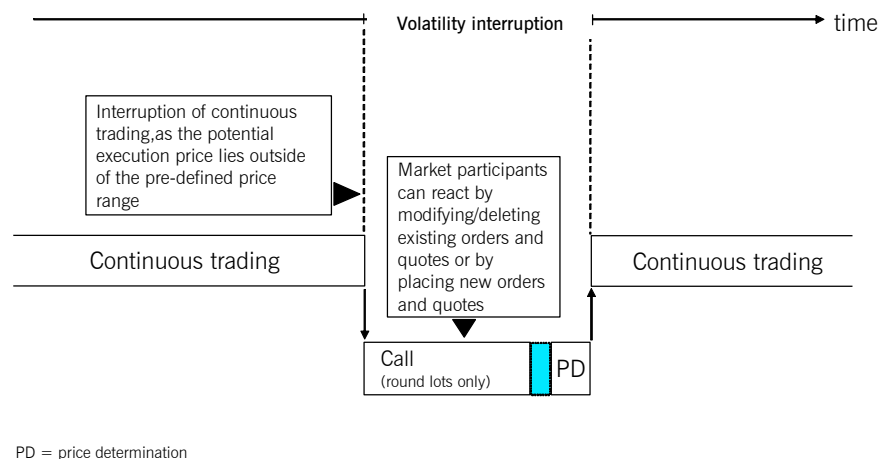 Volatility interruption
time
Interruption of continuous
trading,as the potential
execution price lies outside
of the pre-defined price
range
Market participants
can react by
modifying/deleting
existing orders and
quotes or by
placing new orders
and quotes
Continuous trading
Continuous trading
Call
(round lots only)
PD
PD = price determination